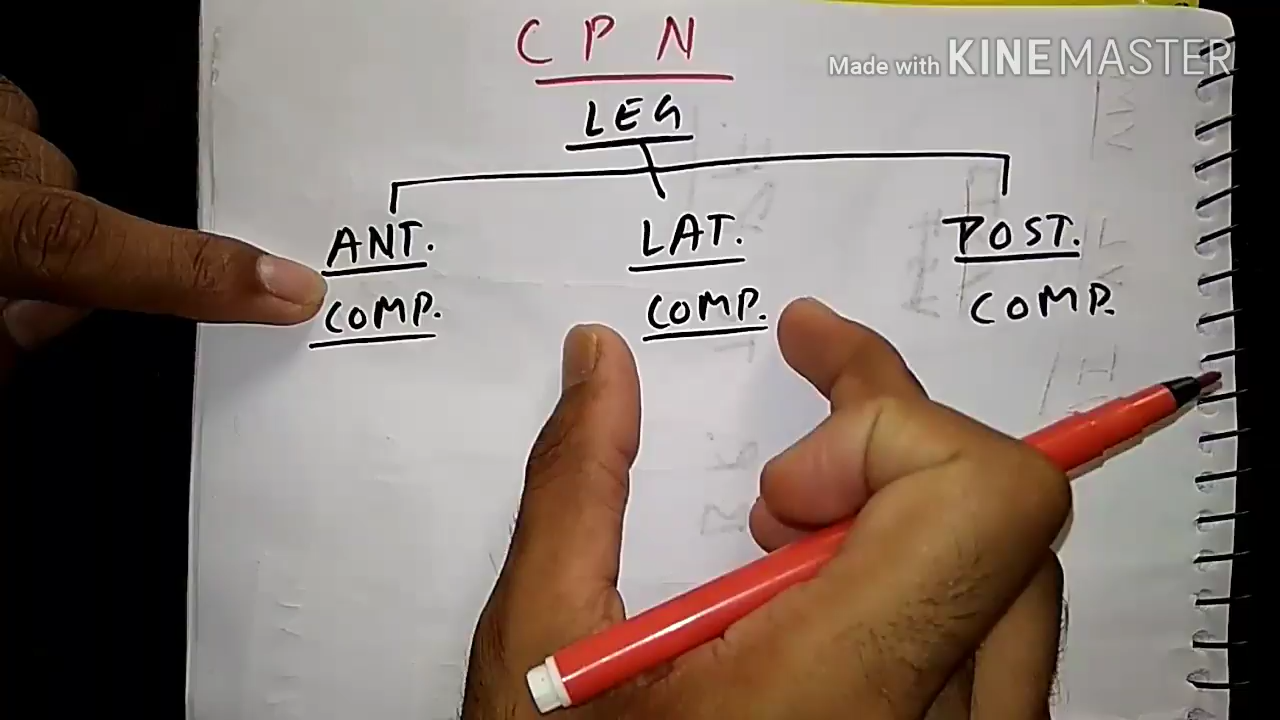 C P N
Made with KINEMASTER
LEG
ANT. LAT. POST.
COMP. COMP. COMP.